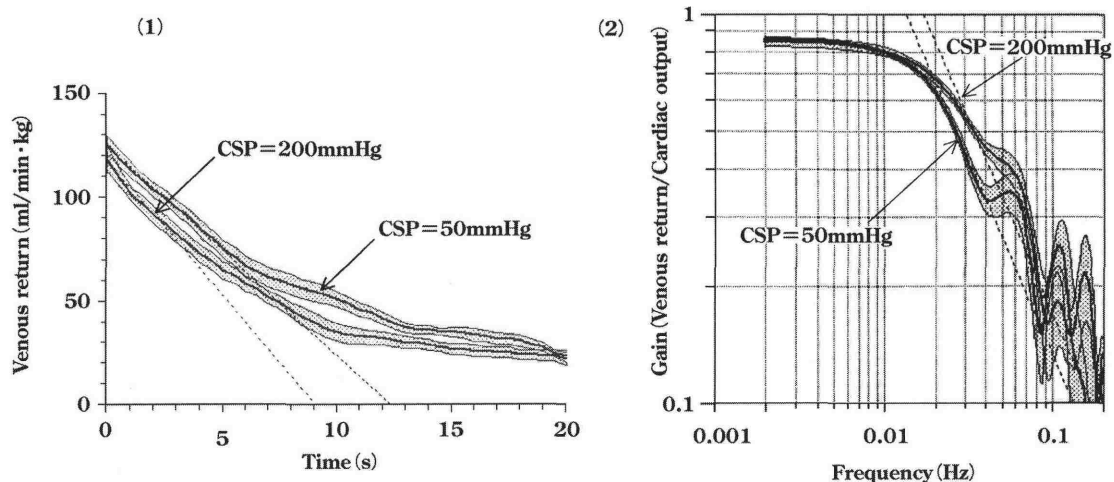 (1)
Venous return (ml/min·kg)
150
100
50
0
CSP=200mmHg
CSP=50mmHg
0
5
10
15
20
Time (s)
(2)
Gain (Venous return/Cardiac output)
1
0.1
CSP=200mmHg
CSP=50mmHg
0.001
0.01
0.1
Frequency (Hz)